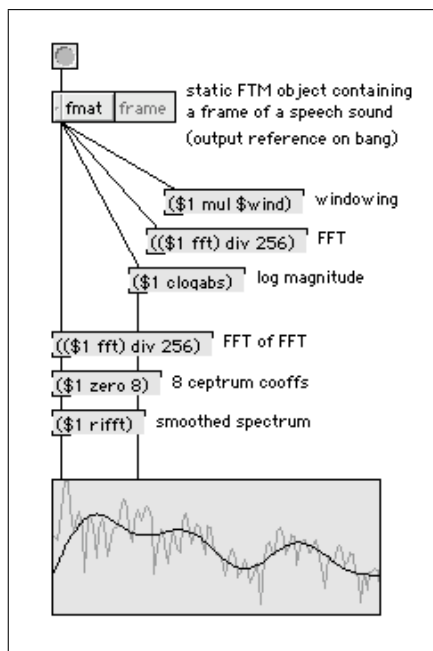 static FTM object containing
fmat frame a frame of a speech sound
(output reference on bang)
($1 mul $wind) windowing
(($1 fft) div 256) FFT
($1 clogabs) log magnitude
(($1 fft) div 256) FFT of FFT
($1 zero 8) 8 ceptrum cooffs
($1 rifft) smoothed spectrum